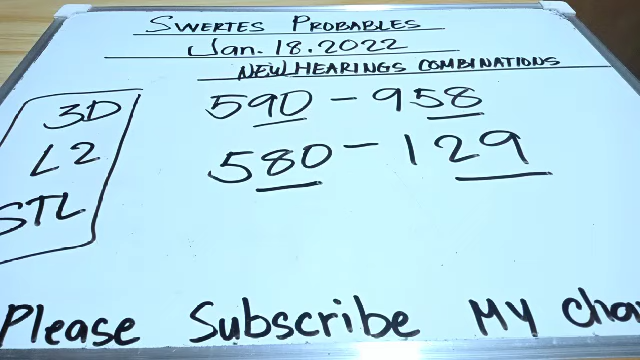 SWERTES PROBABLES
Jan. 18. 2022
NEW HEARINGS COMBINATIONS
3D
L2
STL
590 - 958
580 - 129
Please Subscribe My